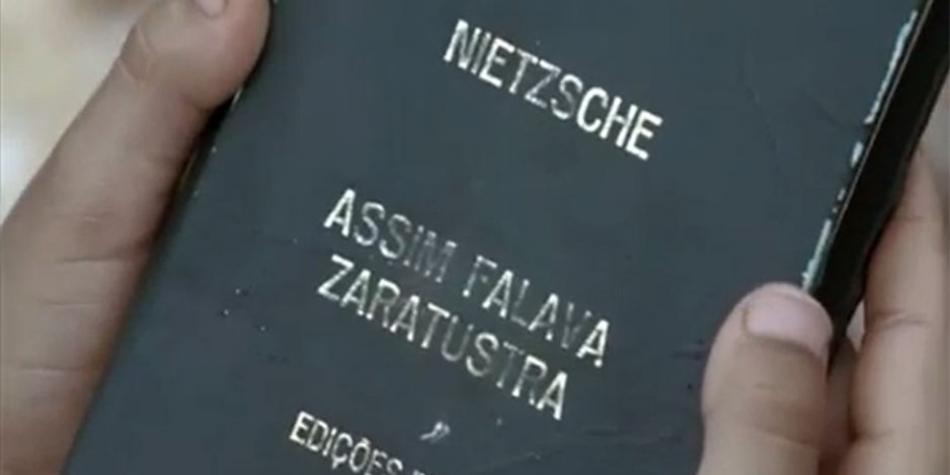 NIETZSCHE
ASSIM FALAVA
ZARATUSTRA
EDIÇÕES